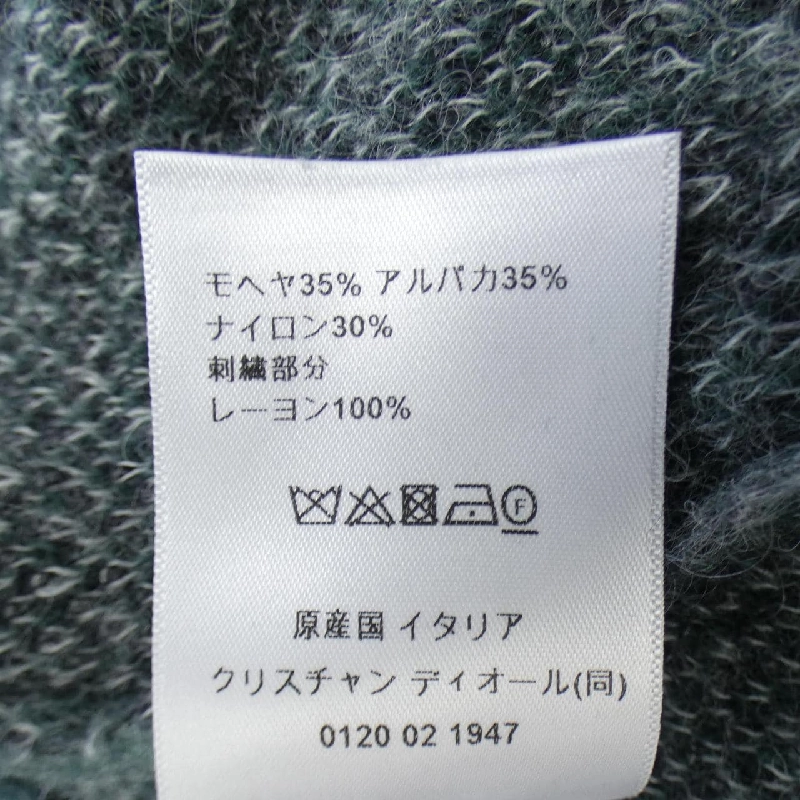 モヘヤ35% アルパカ35%
ナイロン30%
刺繍部分
レーヨン100%
F
原産国 イタリア
クリスチャン ディオール(同)
0120 02 1947